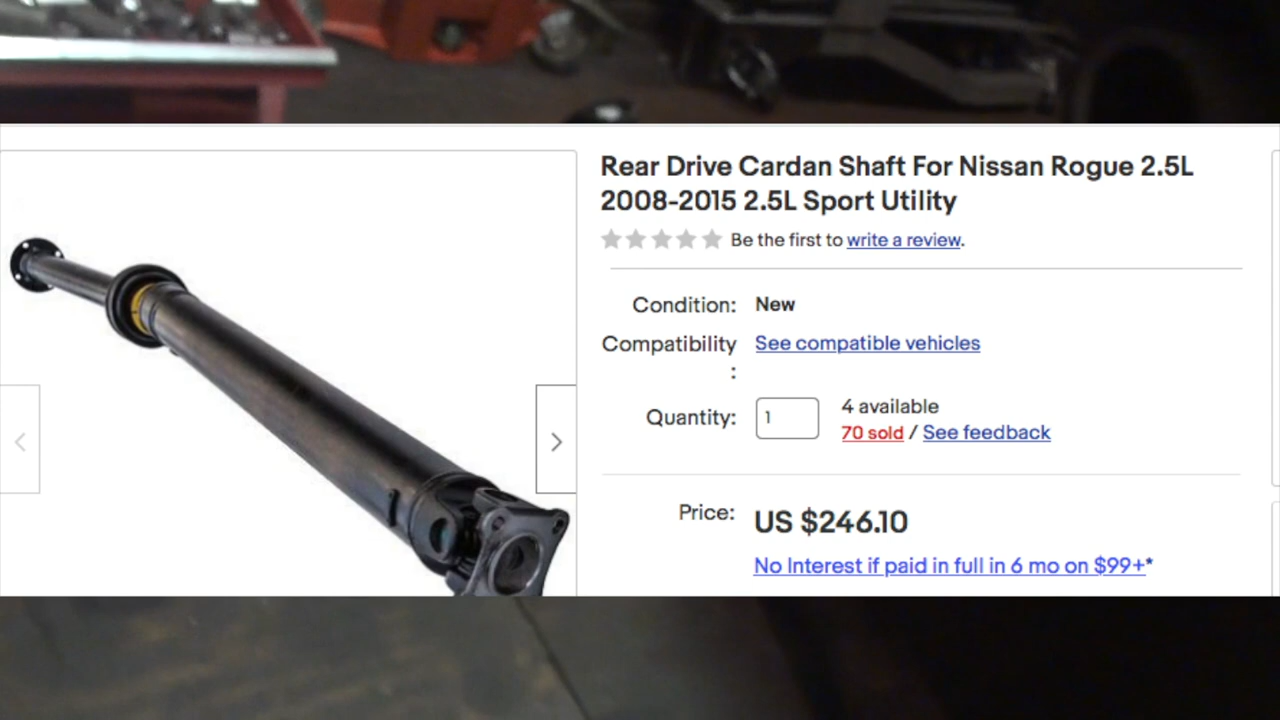 Rear Drive Cardan Shaft For Nissan Rogue 2.5L
2008-2015 2.5L Sport Utility
Be the first to write a review.
Condition: New
Compatibility See compatible vehicles
:
Quantity: 1 4 available
70 sold / See feedback
Price: US $246.10
No Interest if paid in full in 6 mo on $99+*